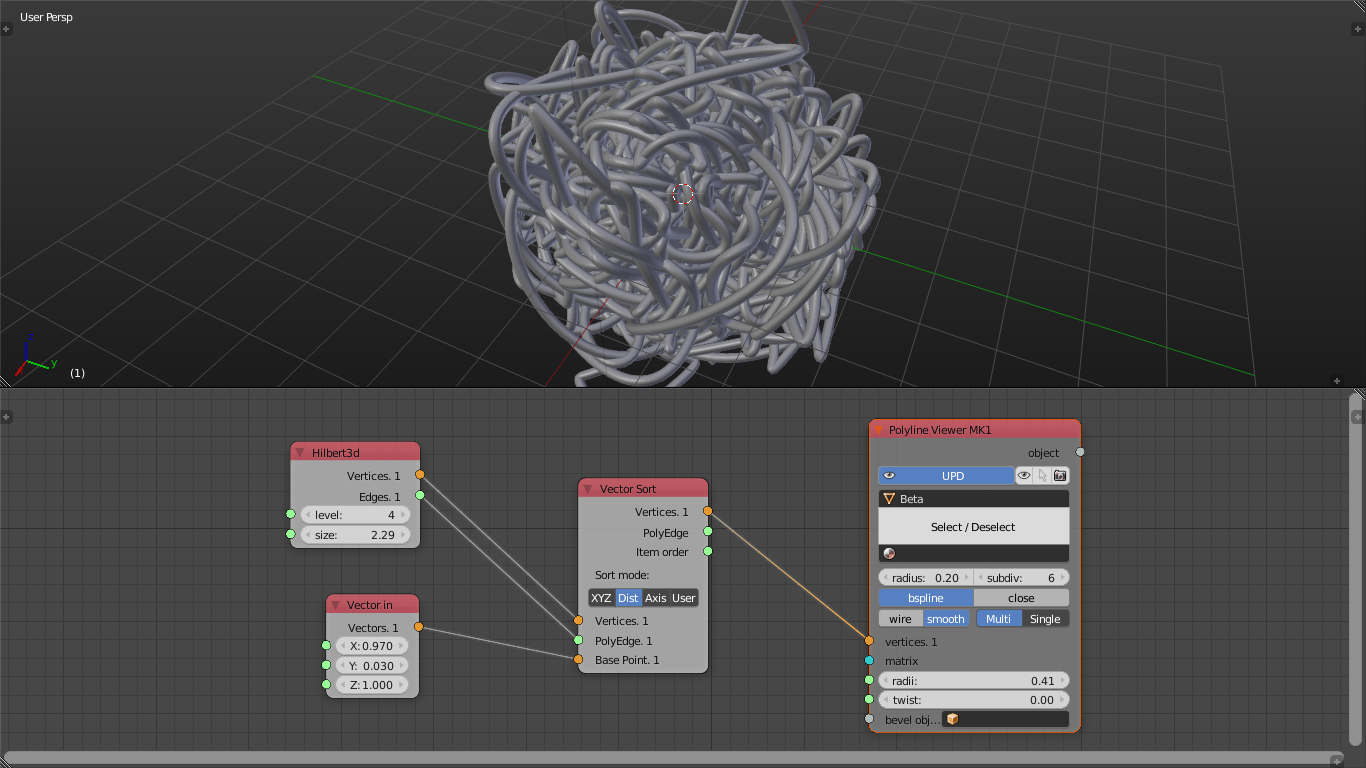 User Persp
y
(1)
Hilbert3d
Vertices. 1
Edges. 1
level: 4
size: 2.29
Vector in
Vectors. 1
X: 0.970
Y: 0.030
Z: 1.000
Vector Sort
Vertices. 1
PolyEdge
Item order
Sort mode:
XYZ Dist Axis User
Vertices. 1
PolyEdge. 1
Base Point. 1
Polyline Viewer MK1
object
UPD
Beta
Select / Deselect
radius: 0.20 subdiv: 6
bspline close
wire smooth Multi Single
vertices. 1
matrix
radii: 0.41
twist: 0.00
bevel obj...